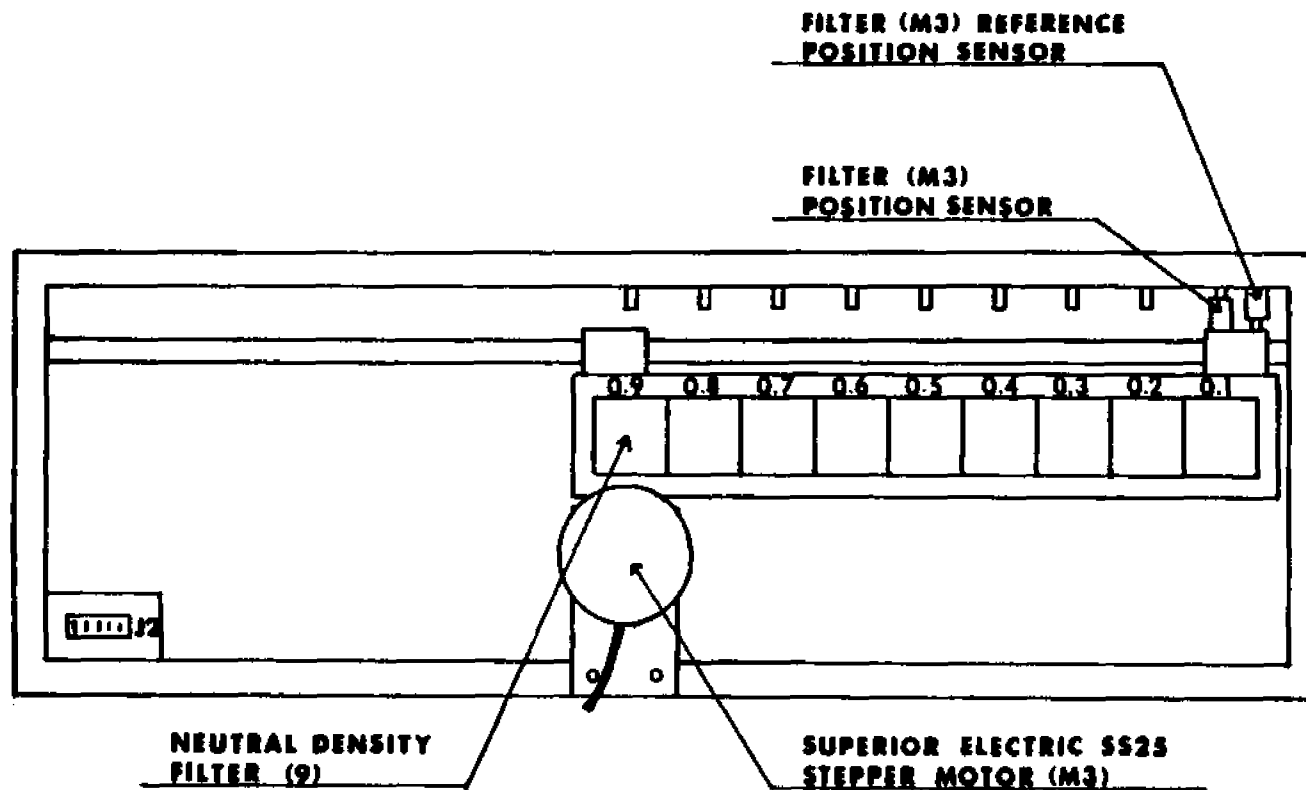 FILTER (M3) REFERENCE
POSITION SENSOR
FILTER (M3)
POSITION SENSOR
0.9 0.8 0.7 0.6 0.5 0.4 0.3 0.2 0.1
1 J2
NEUTRAL DENSITY
FILTER (9)
SUPERIOR ELECTRIC SS25
STEPPER MOTOR (M3)